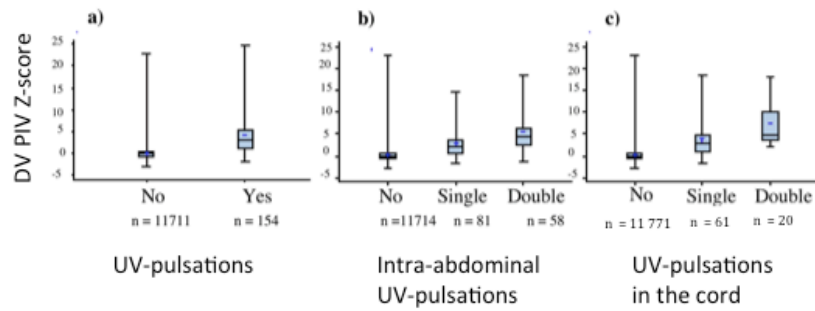 a)
b)
c)
DV PIV Z-score
25
20
15
10
5
0
-5
25
20
15
10
5
0
-5
25
20
15
10
5
0
-5
No Yes
No Single Double
No Single Double
n = 11711 n = 154
n =11714 n = 81 n = 58
n = 11 771 n = 61 n = 20
UV-pulsations
Intra-abdominal
UV-pulsations
UV-pulsations
in the cord